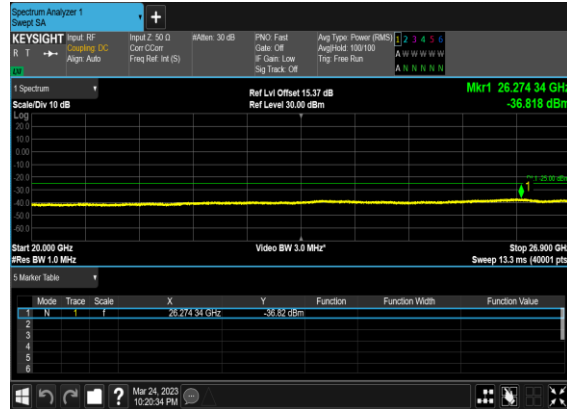 Spectrum Analyzer 1
Swept SA
+
KEYSIGHT Input: RF Input Z: 50 Ω #Atten: 30 dB PNO: Fast Avg Type: Power (RMS) 1 2 3 4 5 6
R T Coupling: DC Corr CCorr Gate: Off Avg|Hold: 100/100 A W W W W W
Align: Auto Freq Ref: Int (S) IF Gain: Low Trig: Free Run
Sig Track: Off A N N N N N
1 Spectrum
Ref Lvl Offset 15.37 dB Mkr1 26.274 34 GHz
Scale/Div 10 dB Ref Level 30.00 dBm -36.818 dBm
Log
20.0
10.0
0.00
-10.0
-20.0
-30.0
-40.0
-50.0
-60.0
1
Start 20.000 GHz Video BW 3.0 MHz* Stop 26.900 GHz
#Res BW 1.0 MHz Sweep 13.3 ms (40001 pts)
5 Marker Table
Mode Trace Scale X Y Function Function Width Function Value
1 N 1 f 26.274 34 GHz -36.82 dBm
2
3
4
5
6
? Mar 24, 2023
10:20:34 PM